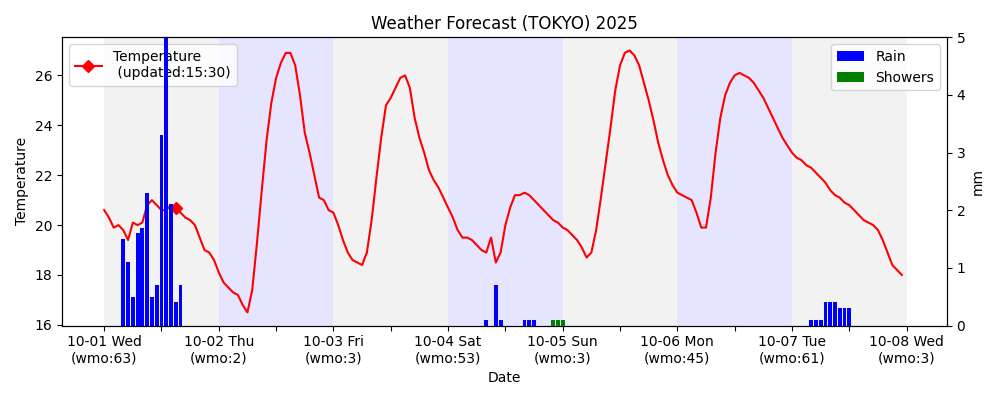 Weather Forecast (TOKYO) 2025
Temperature
(updated:15:30)
Rain
Showers
Temperature
26
24
22
20
18
16
5
4
3
2
1
0
mm
10-01 Wed
(wmo:63)
10-02 Thu
(wmo:2)
10-03 Fri
(wmo:3)
10-04 Sat
(wmo:53)
10-05 Sun
(wmo:3)
10-06 Mon
(wmo:45)
10-07 Tue
(wmo:61)
10-08 Wed
(wmo:3)
Date